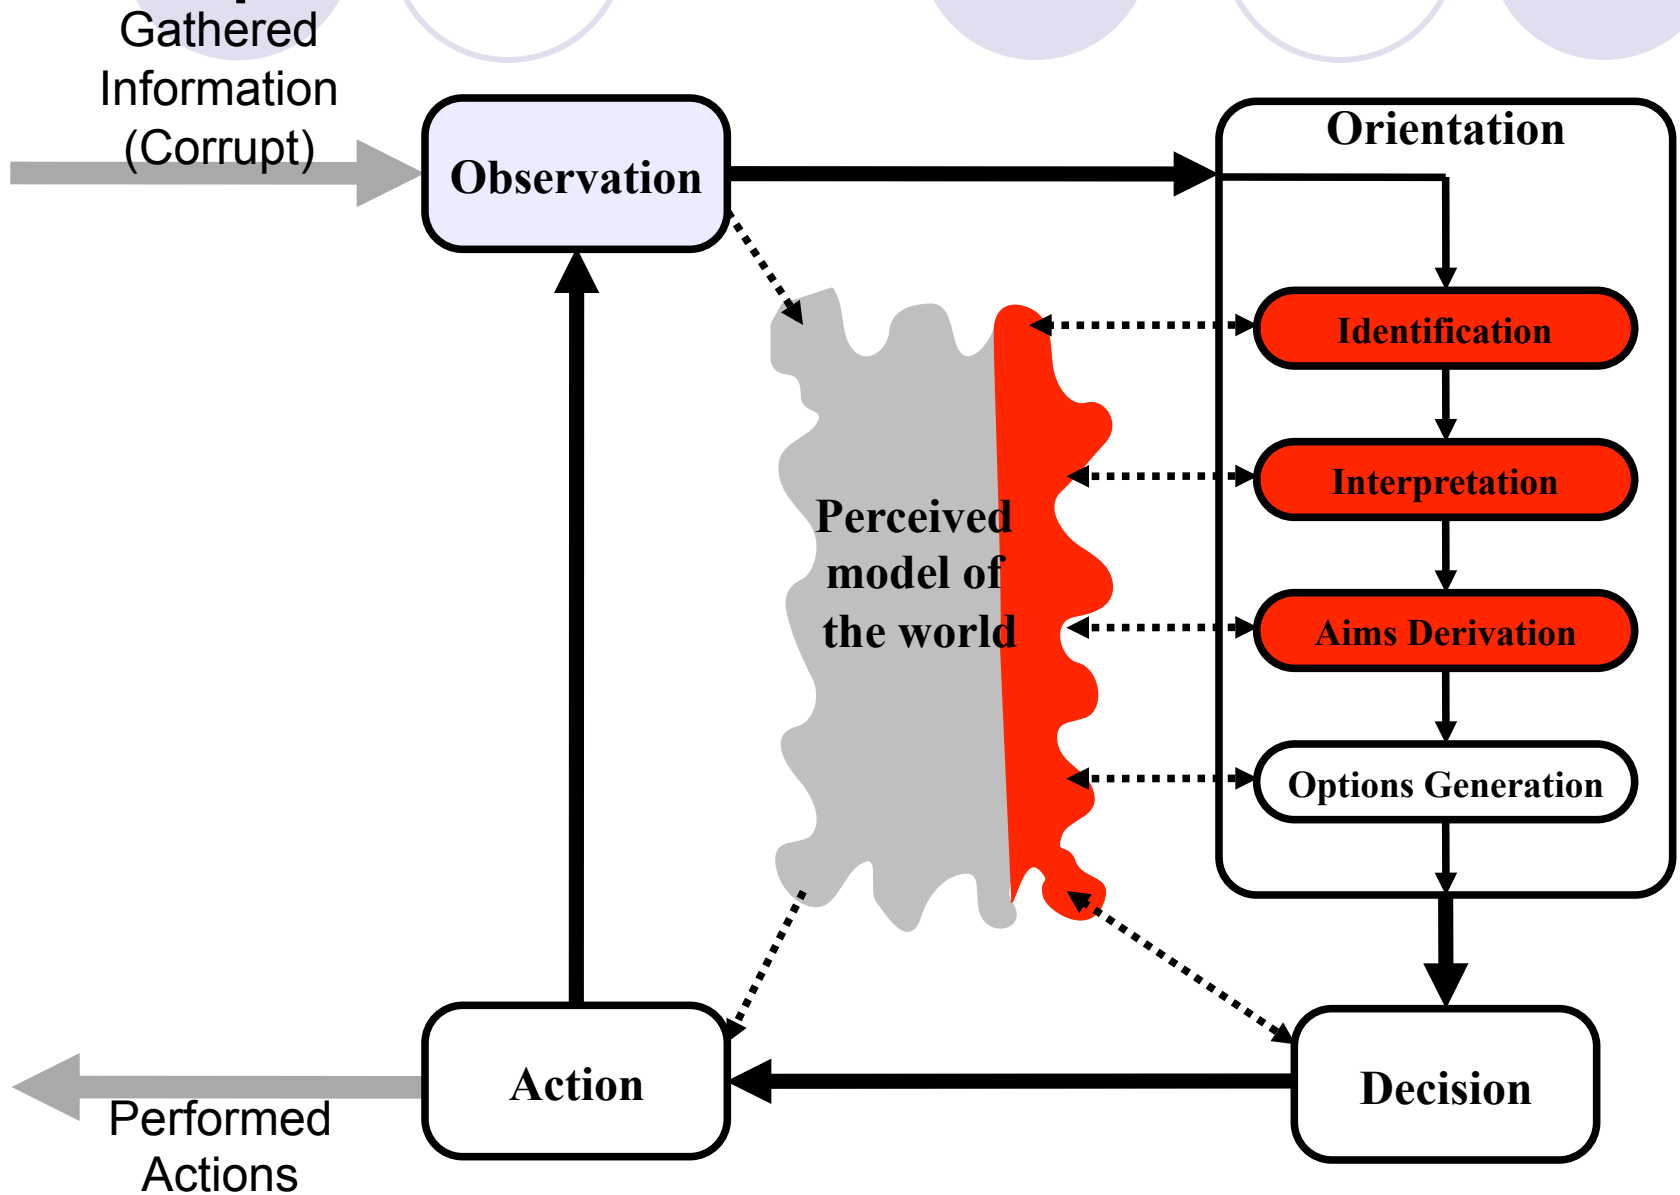 Gathered
Information
(Corrupt)
Observation
Orientation
Identification
Interpretation
Aims Derivation
Options Generation
Perceived
model of
the world
Action
Decision
Performed
Actions